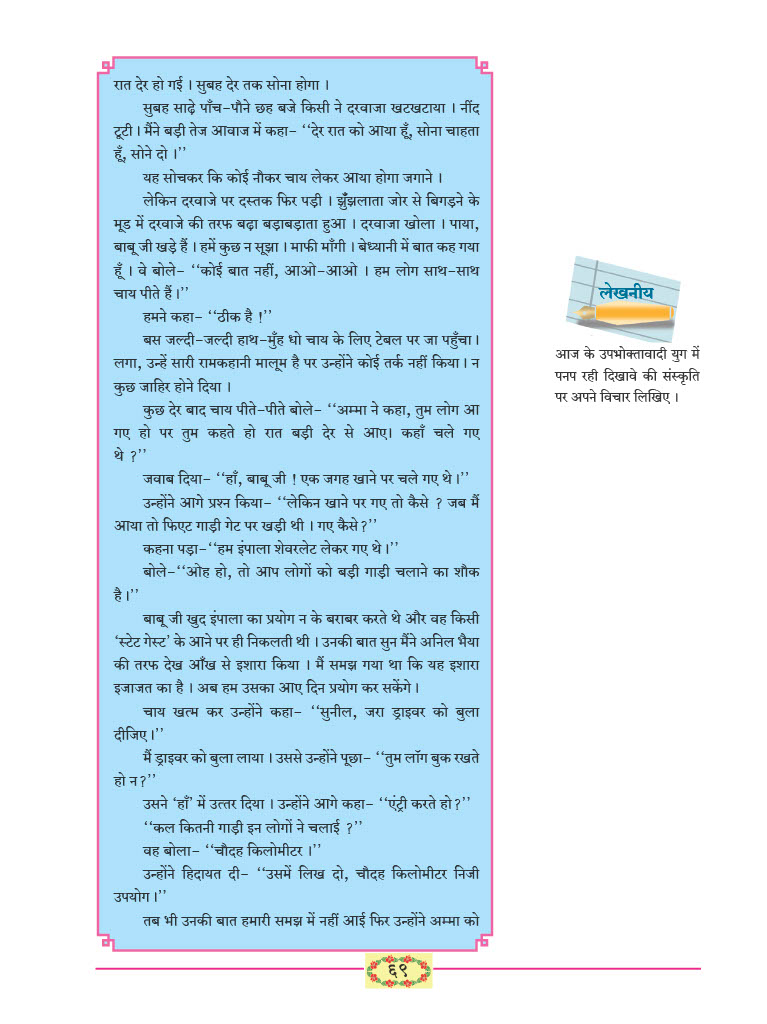 रात देर हो गई । सुबह देर तक सोना होगा ।
सुबह साढ़े पाँच-पौने छह बजे किसी ने दरवाजा खटखटाया । नींद
टूटी । मैंने बड़ी तेज आवाज में कहा- ‘‘देर रात को आया हूँ, सोना चाहता
हूँ, सोने दो ।’’
यह सोचकर कि कोई नौकर चाय लेकर आया होगा जगाने ।
लेकिन दरवाजे पर दस्तक फिर पड़ी । झुँझलाता जोर से बिगड़ने के
मूड में दरवाजे की तरफ बढ़ा बड़ाबड़ाता हुआ । दरवाजा खोला । पाया,
बाबू जी खड़े हैं । हमें कुछ न सूझा । माफी माँगी । बेध्यानी में बात कह गया
हूँ । वे बोले- ‘‘कोई बात नहीं, आओ-आओ । हम लोग साथ-साथ
चाय पीते हैं ।’’
हमने कहा- ‘‘ठीक है !’’
बस जल्दी-जल्दी हाथ-मुँह धो चाय के लिए टेबल पर जा पहुँचा ।
लगा, उन्हें सारी रामकहानी मालूम है पर उन्होंने कोई तर्क नहीं किया । न
कुछ जाहिर होने दिया ।
कुछ देर बाद चाय पीते-पीते बोले- ‘‘अम्मा ने कहा, तुम लोग आ
गए हो पर तुम कहते हो रात बड़ी देर से आए। कहाँ चले गए
थे ?’’
जवाब दिया- ‘‘हाँ, बाबू जी ! एक जगह खाने पर चले गए थे ।’’
उन्होंने आगे प्रश्न किया- ‘‘लेकिन खाने पर गए तो कैसे ? जब मैं
आया तो फिएट गाड़ी गेट पर खड़ी थी । गए कैसे ?’’
कहना पड़ा-‘‘हम इंपाला शेवरलेट लेकर गए थे ।’’
बोले-‘‘ओह हो, तो आप लोगों को बड़ी गाड़ी चलाने का शौक
है ।’’
बाबू जी खुद इंपाला का प्रयोग न के बराबर करते थे और वह किसी
‘स्टेट गेस्ट’ के आने पर ही निकलती थी । उनकी बात सुन मैंने अनिल भैया
की तरफ देख आँख से इशारा किया । मैं समझ गया था कि यह इशारा
इजाजत का है । अब हम उसका आए दिन प्रयोग कर सकेंगे ।
चाय खत्म कर उन्होंने कहा- ‘‘सुनील, जरा ड्राइवर को बुला
दीजिए ।’’
मैं ड्राइवर को बुला लाया । उससे उन्होंने पूछा- ‘‘तुम लॉग बुक रखते
हो न ?’’
उसने ‘हाँ’ में उत्तर दिया । उन्होंने आगे कहा- ‘‘एंट्री करते हो ?’’
‘‘कल कितनी गाड़ी इन लोगों ने चलाई ?’’
वह बोला- ‘‘चौदह किलोमीटर ।’’
उन्होंने हिदायत दी- ‘‘उसमें लिख दो, चौदह किलोमीटर निजी
उपयोग ।’’
तब भी उनकी बात हमारी समझ में नहीं आई फिर उन्होंने अम्मा को
लेखनीय
आज के उपभोक्तावादी युग में
पनप रही दिखावे की संस्कृति
पर अपने विचार लिखिए ।
६९